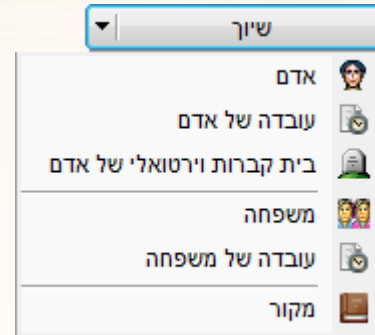 שיוך
אדם
עובדה של אדם
בית קברות וירטואלי של אדם
משפחה
עובדה של משפחה
מקור